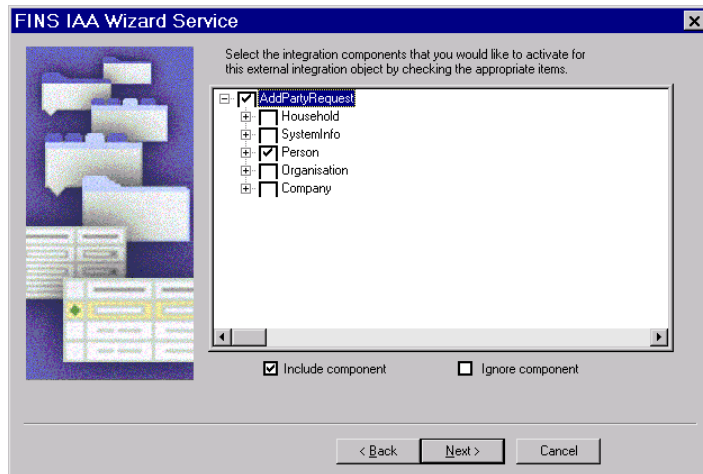 FINS IAA Wizard Service
Select the integration components that you would like to activate for
this external integration object by checking the appropriate items.
AddPartyRequest
Household
SystemInfo
Person
Organisation
Company
Include component Ignore component
< Back Next > Cancel